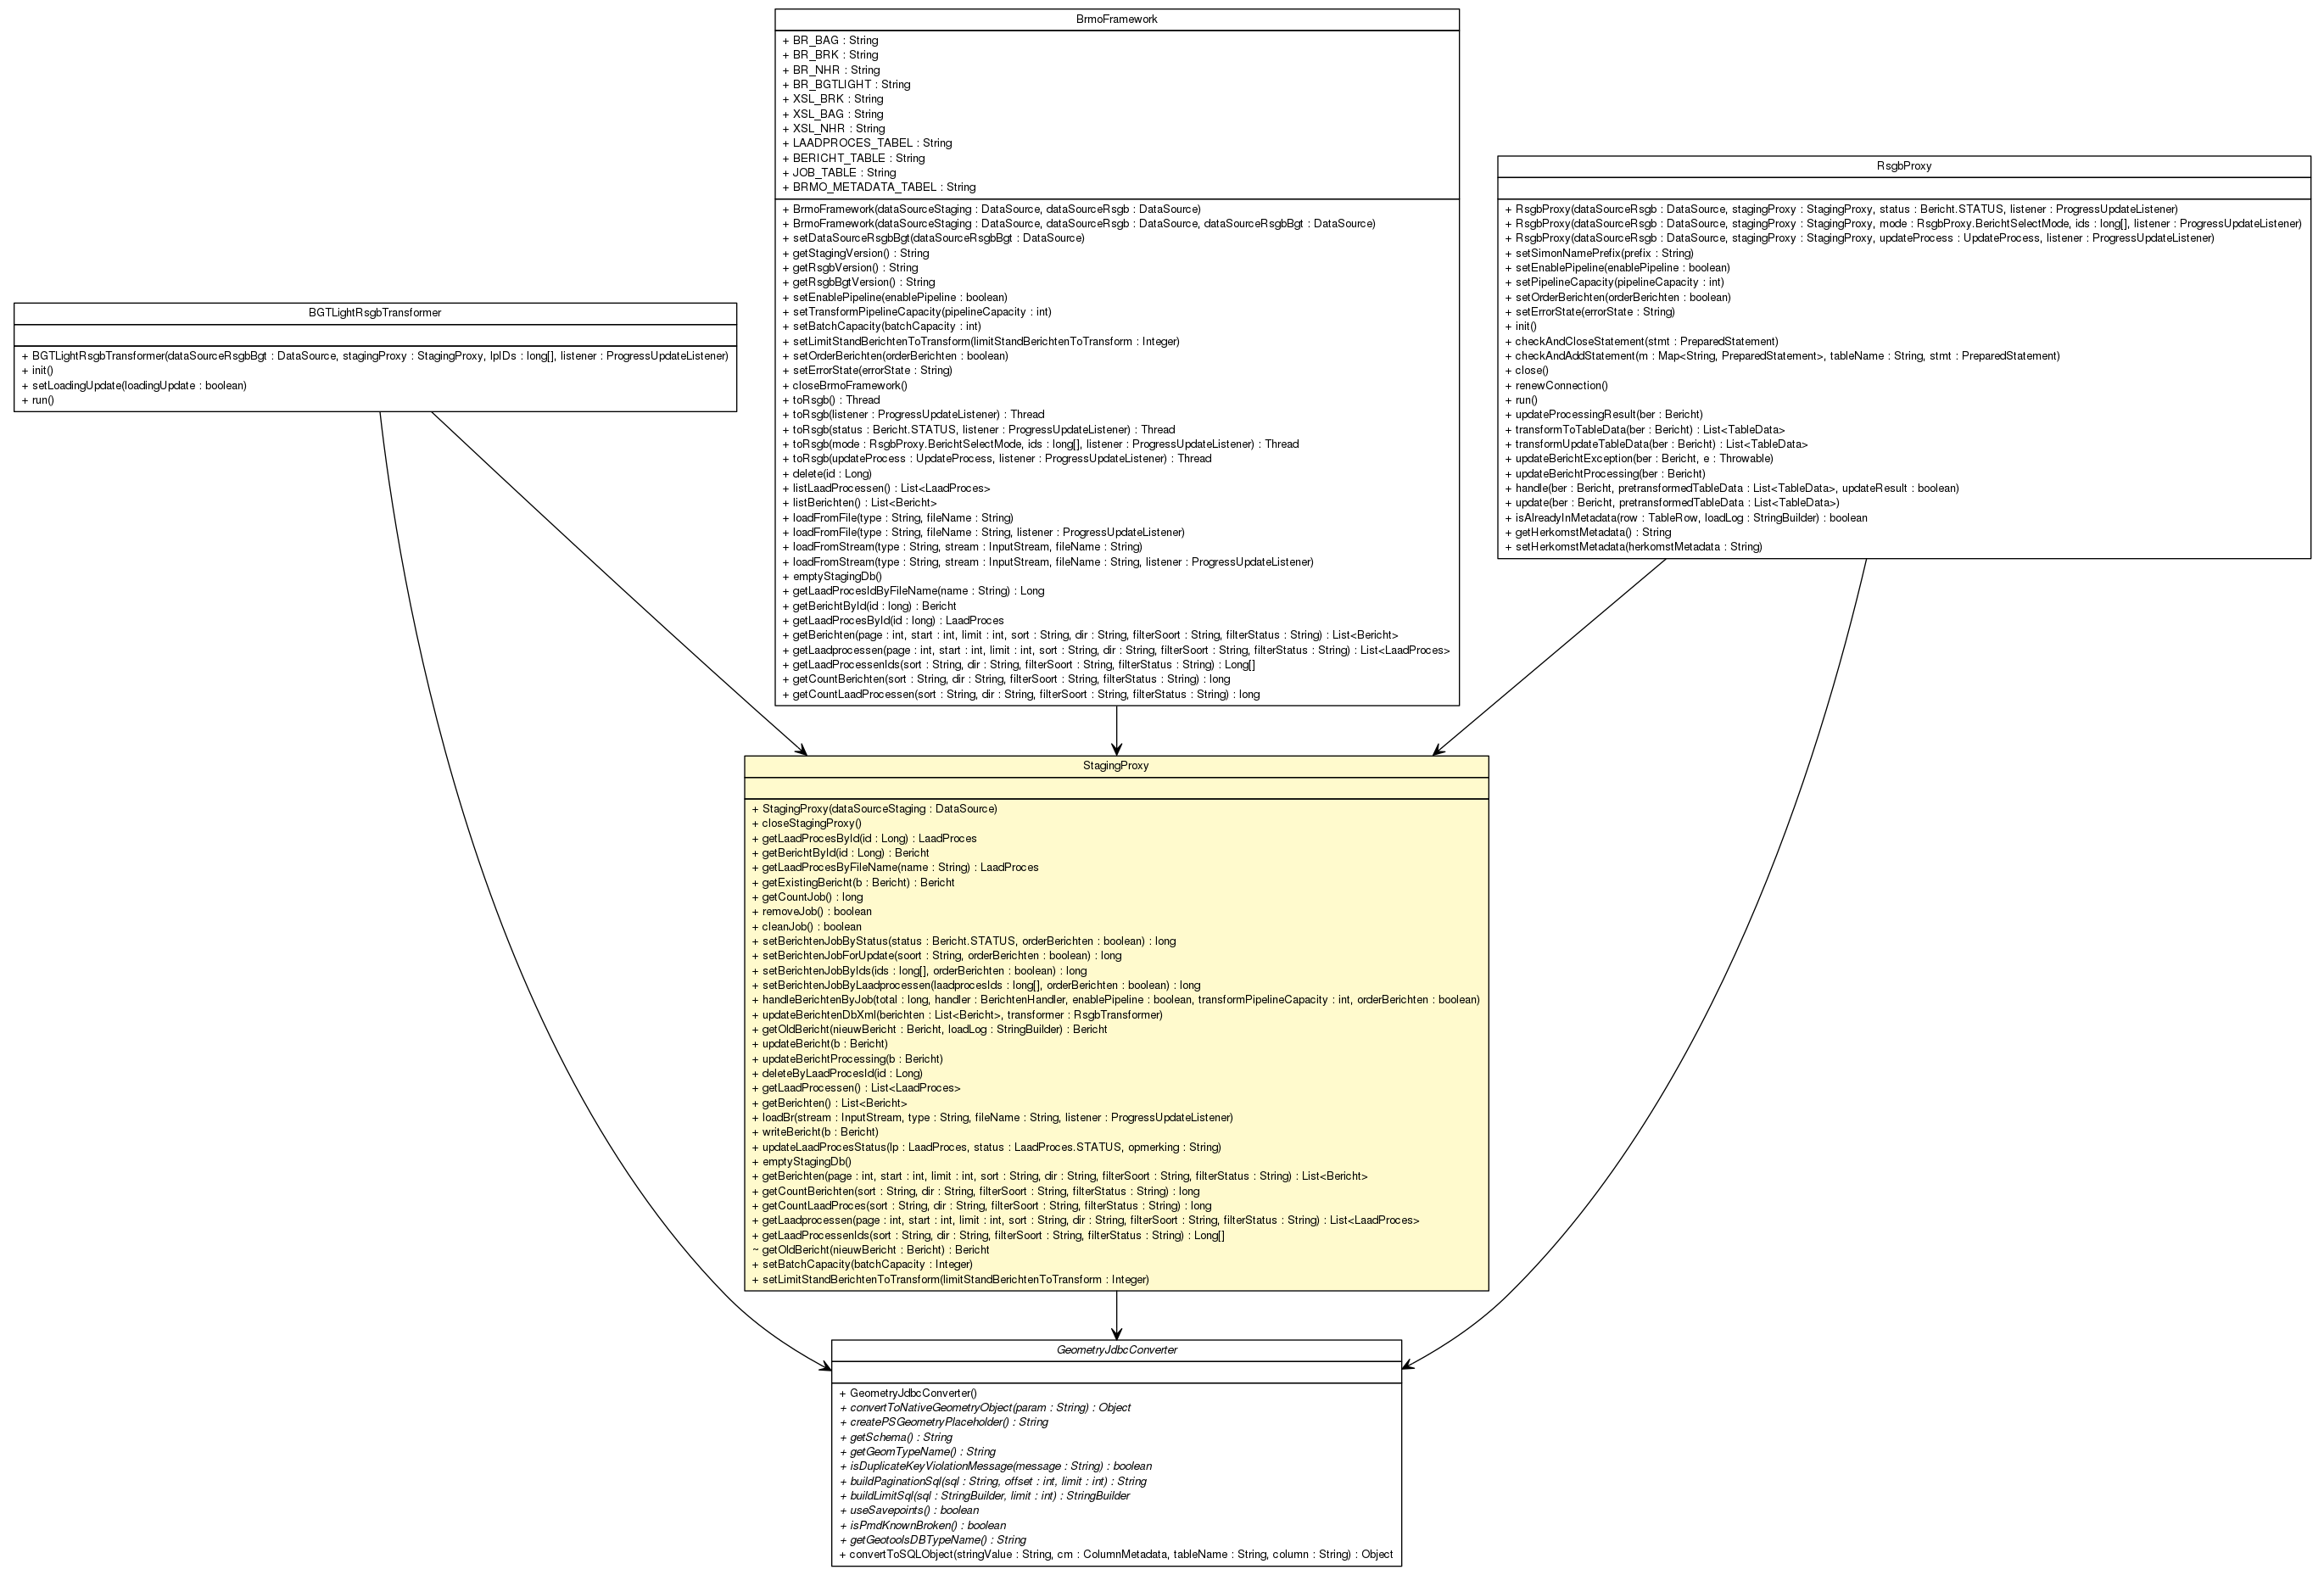 BrmoFramework
+ BR_BAG : String
+ BR_BRK : String
+ BR_NHR : String
+ BR_BGTLIGHT : String
+ XSL_BRK : String
+ XSL_BAG : String
+ XSL_NHR : String
+ LAADPROCES_TABEL : String
+ BERICHT_TABLE : String
+ JOB_TABLE : String
+ BRMO_METADATA_TABEL : String
+ BrmoFramework(dataSourceStaging : DataSource, dataSourceRsgb : DataSource)
+ BrmoFramework(dataSourceStaging : DataSource, dataSourceRsgb : DataSource, dataSourceRsgbBgt : DataSource)
+ setDataSourceRsgbBgt(dataSourceRsgbBgt : DataSource)
+ getStagingVersion() : String
+ getRsgbVersion() : String
+ getRsgbBgtVersion() : String
+ setEnablePipeline(enablePipeline : boolean)
+ setTransformPipelineCapacity(pipelineCapacity : int)
+ setBatchCapacity(batchCapacity : int)
+ setLimitStandBerichtenToTransform(limitStandBerichtenToTransform : Integer)
+ setOrderBerichten(orderBerichten : boolean)
+ setErrorState(errorState : String)
+ closeBrmoFramework()
+ toRsgb() : Thread
+ toRsgb(listener : ProgressUpdateListener) : Thread
+ toRsgb(status : Bericht.STATUS, listener : ProgressUpdateListener) : Thread
+ toRsgb(mode : RsgbProxy.BerichtSelectMode, ids : long[], listener : ProgressUpdateListener) : Thread
+ toRsgb(updateProcess : UpdateProcess, listener : ProgressUpdateListener) : Thread
+ delete(id : Long)
+ listLaadProcessen() : List<LaadProces>
+ listBerichten() : List<Bericht>
+ loadFromFile(type : String, fileName : String)
+ loadFromFile(type : String, fileName : String, listener : ProgressUpdateListener)
+ loadFromStream(type : String, stream : InputStream, fileName : String)
+ loadFromStream(type : String, stream : InputStream, fileName : String, listener : ProgressUpdateListener)
+ emptyStagingDb()
+ getLaadProcesIdByFileName(name : String) : Long
+ getBerichtById(id : long) : Bericht
+ getLaadProcesById(id : long) : LaadProces
+ getBerichten(page : int, start : int, limit : int, sort : String, dir : String, filterSoort : String, filterStatus : String) : List<Bericht>
+ getLaadprocessen(page : int, start : int, limit : int, sort : String, dir : String, filterSoort : String, filterStatus : String) : List<LaadProces>
+ getLaadProcessenIds(sort : String, dir : String, filterSoort : String, filterStatus : String) : Long[]
+ getCountBerichten(sort : String, dir : String, filterSoort : String, filterStatus : String) : long
+ getCountLaadProcessen(sort : String, dir : String, filterSoort : String, filterStatus : String) : long
RsgbProxy
+ RsgbProxy(dataSourceRsgb : DataSource, stagingProxy : StagingProxy, status : Bericht.STATUS, listener : ProgressUpdateListener)
+ RsgbProxy(dataSourceRsgb : DataSource, stagingProxy : StagingProxy, mode : RsgbProxy.BerichtSelectMode, ids : long[], listener : ProgressUpdateListener)
+ RsgbProxy(dataSourceRsgb : DataSource, stagingProxy : StagingProxy, updateProcess : UpdateProcess, listener : ProgressUpdateListener)
+ setSimonNamePrefix(prefix : String)
+ setEnablePipeline(enablePipeline : boolean)
+ setPipelineCapacity(pipelineCapacity : int)
+ setOrderBerichten(orderBerichten : boolean)
+ setErrorState(errorState : String)
+ init()
+ checkAndCloseStatement(stmt : PreparedStatement)
+ checkAndAddStatement(m : Map<String, PreparedStatement>, tableName : String, stmt : PreparedStatement)
+ close()
+ renewConnection()
+ run()
+ updateProcessingResult(ber : Bericht)
+ transformToTableData(ber : Bericht) : List<TableData>
+ transformUpdateTableData(ber : Bericht) : List<TableData>
+ updateBerichtException(ber : Bericht, e : Throwable)
+ updateBerichtProcessing(ber : Bericht)
+ handle(ber : Bericht, pretransformedTableData : List<TableData>, updateResult : boolean)
+ update(ber : Bericht, pretransformedTableData : List<TableData>)
+ isAlreadyInMetadata(row : TableRow, loadLog : StringBuilder) : boolean
+ getHerkomstMetadata() : String
+ setHerkomstMetadata(herkomstMetadata : String)
BGTLightRsgbTransformer
+ BGTLightRsgbTransformer(dataSourceRsgbBgt : DataSource, stagingProxy : StagingProxy, lpIDs : long[], listener : ProgressUpdateListener)
+ init()
+ setLoadingUpdate(loadingUpdate : boolean)
+ run()
StagingProxy
+ StagingProxy(dataSourceStaging : DataSource)
+ closeStagingProxy()
+ getLaadProcesById(id : Long) : LaadProces
+ getBerichtById(id : Long) : Bericht
+ getLaadProcesByFileName(name : String) : LaadProces
+ getExistingBericht(b : Bericht) : Bericht
+ getCountJob() : long
+ removeJob() : boolean
+ cleanJob() : boolean
+ setBerichtenJobByStatus(status : Bericht.STATUS, orderBerichten : boolean) : long
+ setBerichtenJobForUpdate(soort : String, orderBerichten : boolean) : long
+ setBerichtenJobByIds(ids : long[], orderBerichten : boolean) : long
+ setBerichtenJobByLaadprocessen(laadprocesIds : long[], orderBerichten : boolean) : long
+ handleBerichtenByJob(total : long, handler : BerichtenHandler, enablePipeline : boolean, transformPipelineCapacity : int, orderBerichten : boolean)
+ updateBerichtenDbXml(berichten : List<Bericht>, transformer : RsgbTransformer)
+ getOldBericht(nieuwBericht : Bericht, loadLog : StringBuilder) : Bericht
+ updateBericht(b : Bericht)
+ updateBerichtProcessing(b : Bericht)
+ deleteByLaadProcesId(id : Long)
+ getLaadProcessen() : List<LaadProces>
+ getBerichten() : List<Bericht>
+ loadBr(stream : InputStream, type : String, fileName : String, listener : ProgressUpdateListener)
+ writeBericht(b : Bericht)
+ updateLaadProcesStatus(lp : LaadProces, status : LaadProces.STATUS, opmerking : String)
+ emptyStagingDb()
+ getBerichten(page : int, start : int, limit : int, sort : String, dir : String, filterSoort : String, filterStatus : String) : List<Bericht>
+ getCountBerichten(sort : String, dir : String, filterSoort : String, filterStatus : String) : long
+ getCountLaadProces(sort : String, dir : String, filterSoort : String, filterStatus : String) : long
+ getLaadprocessen(page : int, start : int, limit : int, sort : String, dir : String, filterSoort : String, filterStatus : String) : List<LaadProces>
+ getLaadProcessenIds(sort : String, dir : String, filterSoort : String, filterStatus : String) : Long[]
~ getOldBericht(nieuwBericht : Bericht) : Bericht
+ setBatchCapacity(batchCapacity : Integer)
+ setLimitStandBerichtenToTransform(limitStandBerichtenToTransform : Integer)
GeometryJdbcConverter
+ GeometryJdbcConverter()
+ convertToNativeGeometryObject(param : String) : Object
+ createPSGeometryPlaceholder() : String
+ getSchema() : String
+ getGeomTypeName() : String
+ isDuplicateKeyViolationMessage(message : String) : boolean
+ buildPaginationSql(sql : String, offset : int, limit : int) : String
+ buildLimitSql(sql : StringBuilder, limit : int) : StringBuilder
+ useSavepoints() : boolean
+ isPmdKnownBroken() : boolean
+ getGeotoolsDBTypeName() : String
+ convertToSQLObject(stringValue : String, cm : ColumnMetadata, tableName : String, column : String) : Object